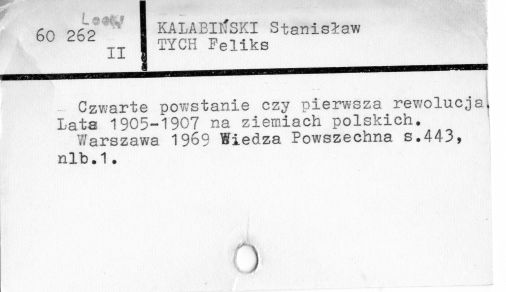 60 262
II
KALABIŃSKI Stanisław
TYCH Feliks
Czwarte powstanie czy pierwsza rewolucja.
Lata 1905-1907 na ziemiach polskich.
Warszawa 1969 Wiedza Powszechna s.443,
nlb.1.